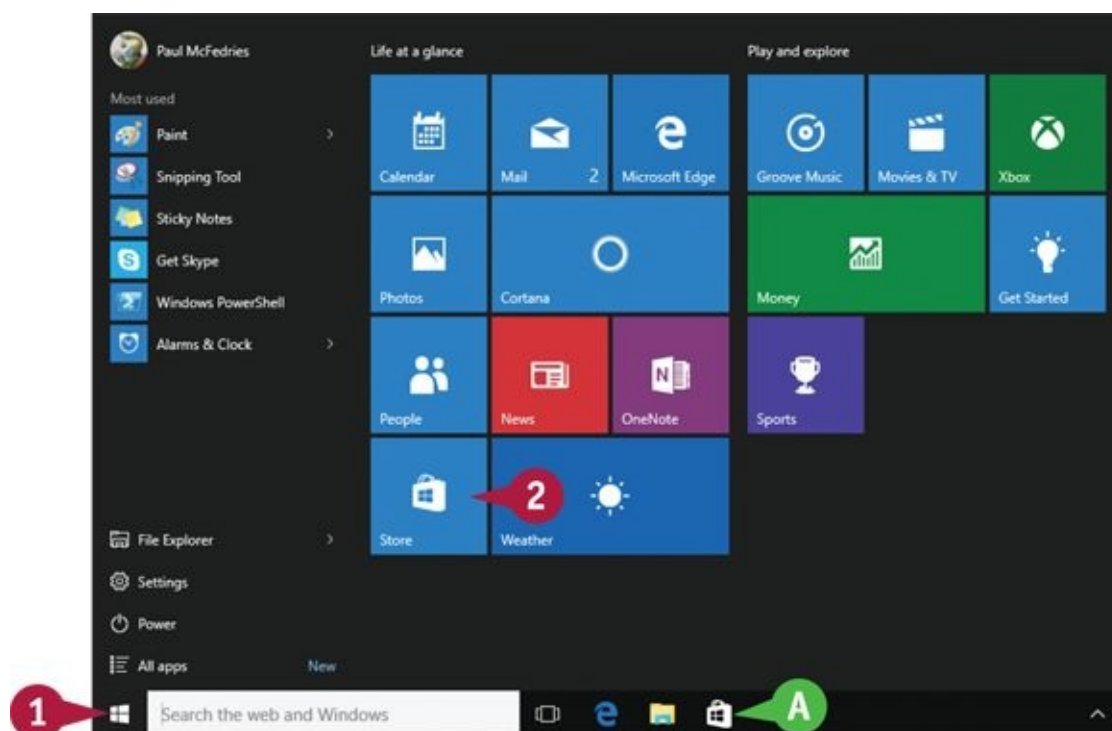 Paul McFedries
Most used
Paint
Snipping Tool
Sticky Notes
Get Skype
Windows PowerShell
Alarms & Clock
File Explorer
Settings
Power
All apps New
Life at a glance
Calendar
Mail 2
Microsoft Edge
Photos
Cortana
People
News
N
OneNote
Store
2
Weather
Play and explore
Groove Music
Movies & TV
Xbox
Money
Get Started
Sports
1
Search the web and Windows
A